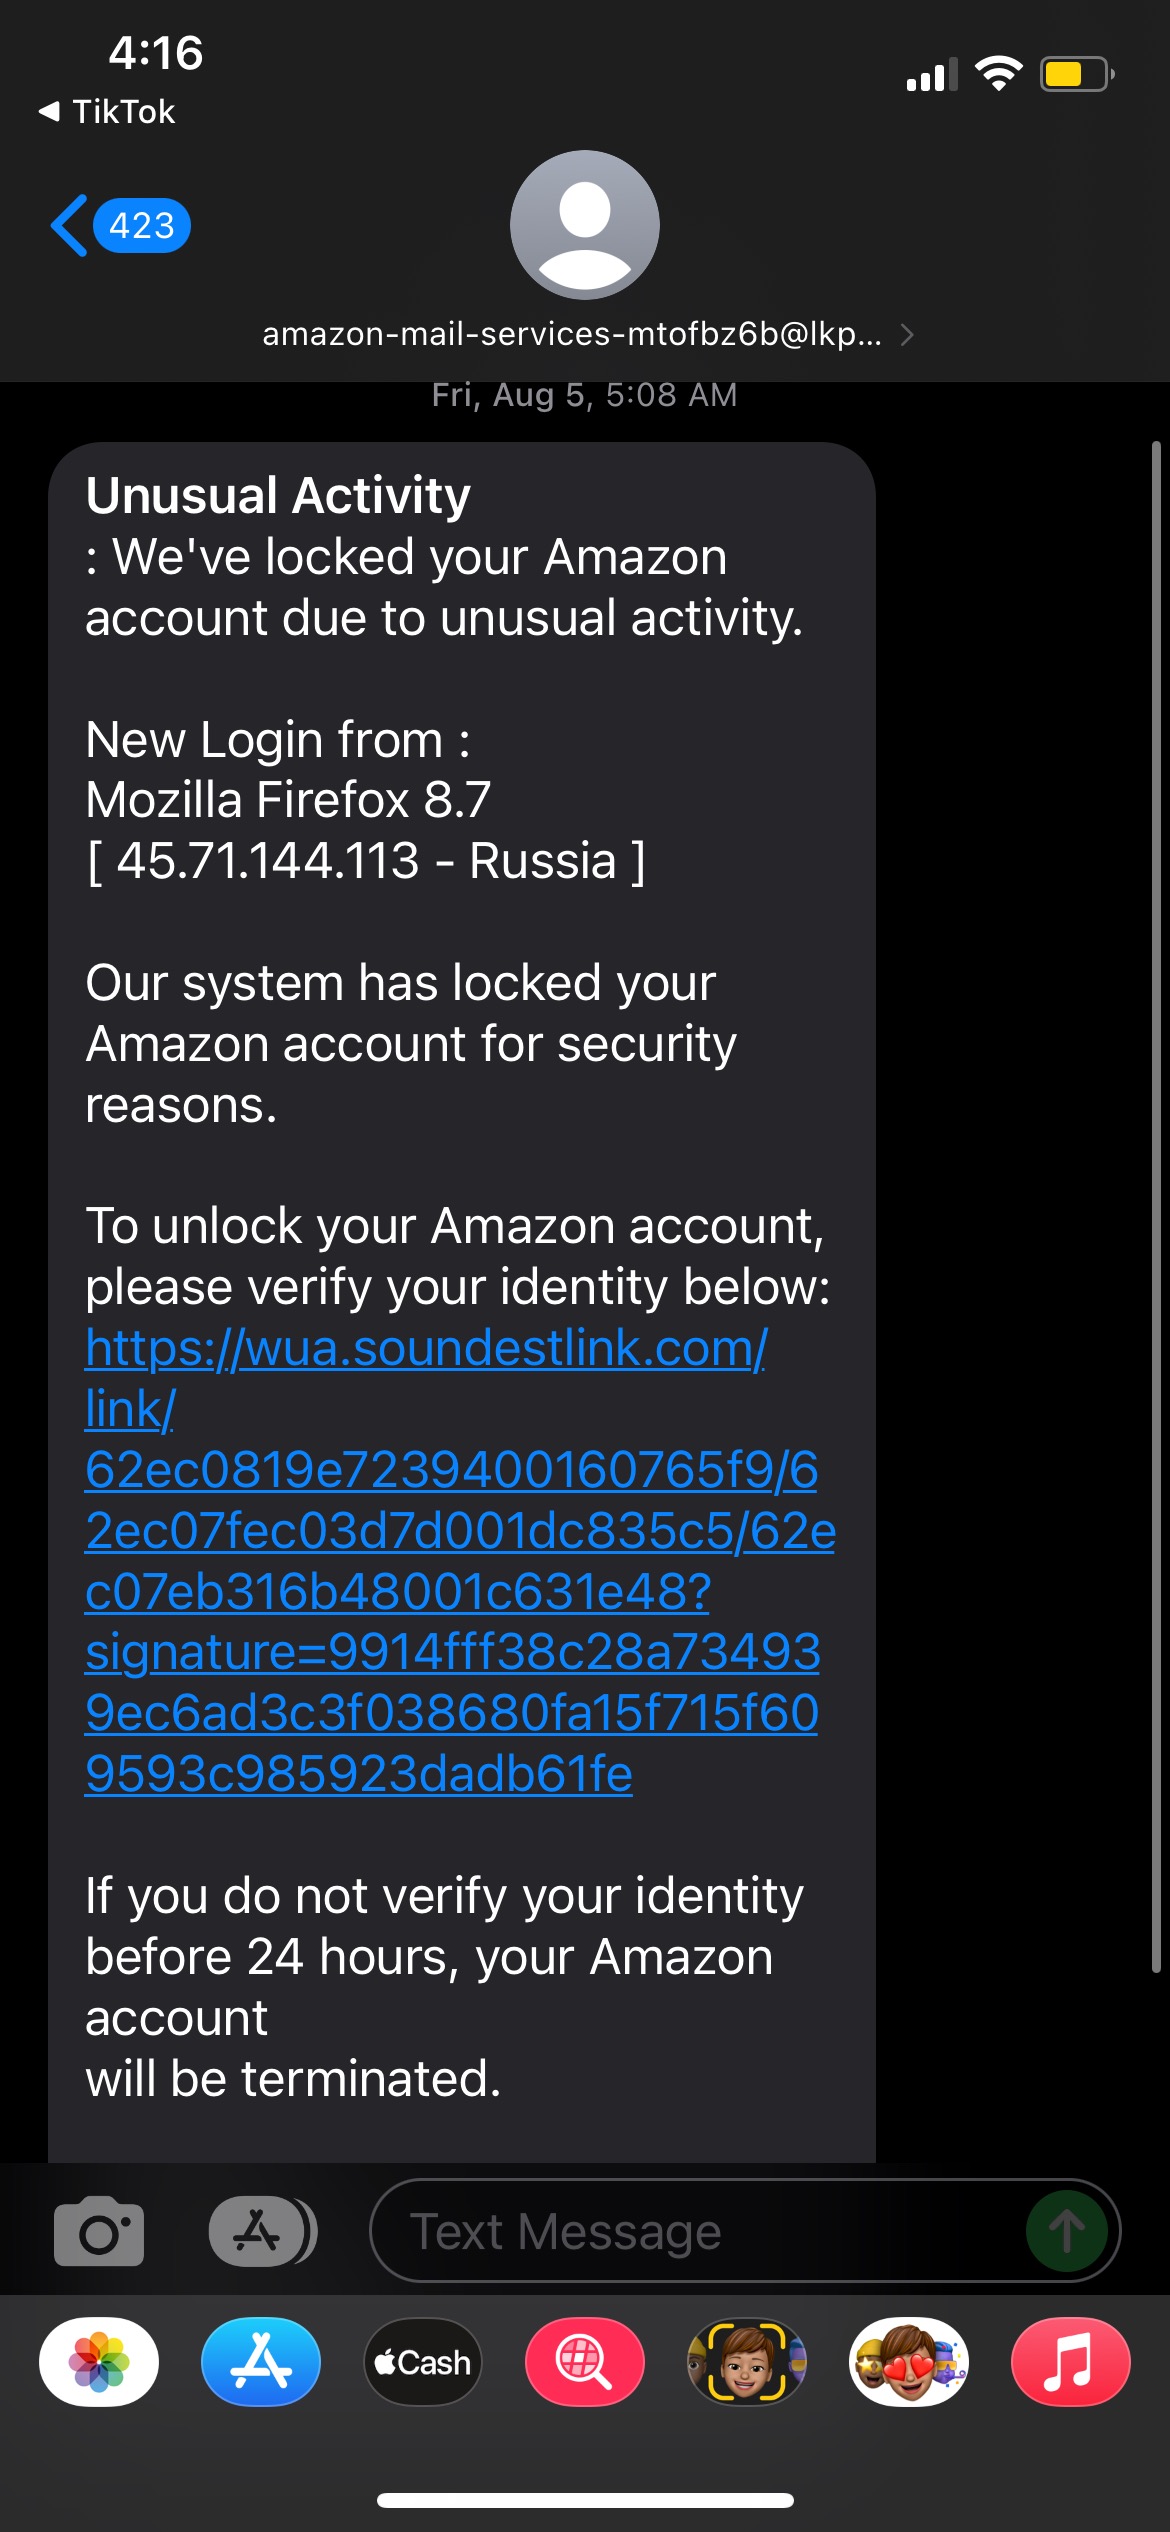 4:16
◀ TikTok
423
amazon-mail-services-mtofbz6b@lkp...
Fri, Aug 5, 5:08 AM
Unusual Activity
: We've locked your Amazon
account due to unusual activity.
New Login from :
Mozilla Firefox 8.7
[ 45.71.144.113 - Russia ]
Our system has locked your
Amazon account for security
reasons.
To unlock your Amazon account,
please verify your identity below:
https://wua.soundestlink.com/
link/
62ec0819e7239400160765f9/6
2ec07fec03d7d001dc835c5/62e
c07eb316b48001c631e48?
signature=9914fff38c28a73493
9ec6ad3c3f038680fa15f715f60
9593c985923dadb61fe
If you do not verify your identity
before 24 hours, your Amazon
account
will be terminated.
Text Message
Cash